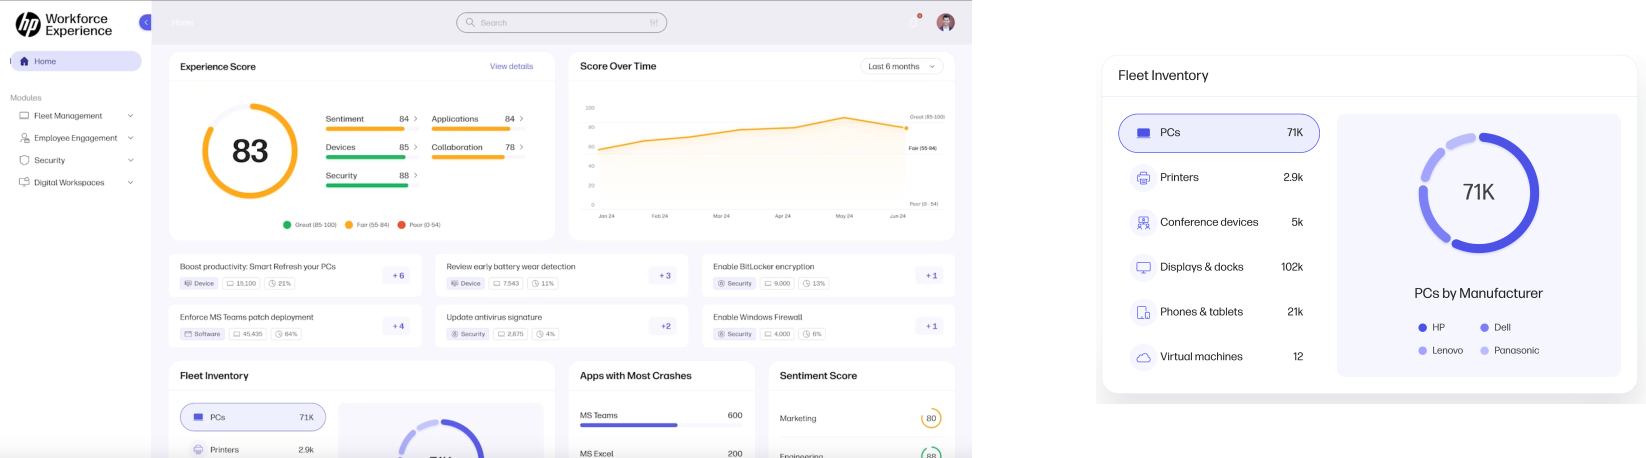 hp Workforce
Experience
Home
Search
Home
Modules
Fleet Management
Employee Engagement
Security
Digital Workspaces
Experience Score
View details
83
Sentiment 84
Applications 84
Devices 85
Collaboration 78
Security 88
Great (85-100) Fair (55-84) Poor (0-54)
Score Over Time
Last 6 months
100
80
60
40
20
0
Great (85-100)
Fair (55-84)
Poor (0 - 54)
Jan 24 Feb 24 Mar 24 Apr 24 May 24 Jun 24
Boost productivity: Smart Refresh your PCs
Device 15,100 21%
+ 6
Review early battery wear detection
Device 7,543 11%
+ 3
Enable BitLocker encryption
Security 9,000 13%
+ 1
Enforce MS Teams patch deployment
Software 45,435 64%
+ 4
Update antivirus signature
Security 2,875 4%
+2
Enable Windows Firewall
Security 4,000 6%
+ 1
Fleet Inventory
PCs 71K
Printers 2.9k
Apps with Most Crashes
MS Teams 600
MS Excel 200
Sentiment Score
Marketing 80
Engineering 88
Fleet Inventory
PCs 71K
Printers 2.9k
Conference devices 5k
Displays & docks 102k
Phones & tablets 21k
Virtual machines 12
71K
PCs by Manufacturer
HP Dell
Lenovo Panasonic